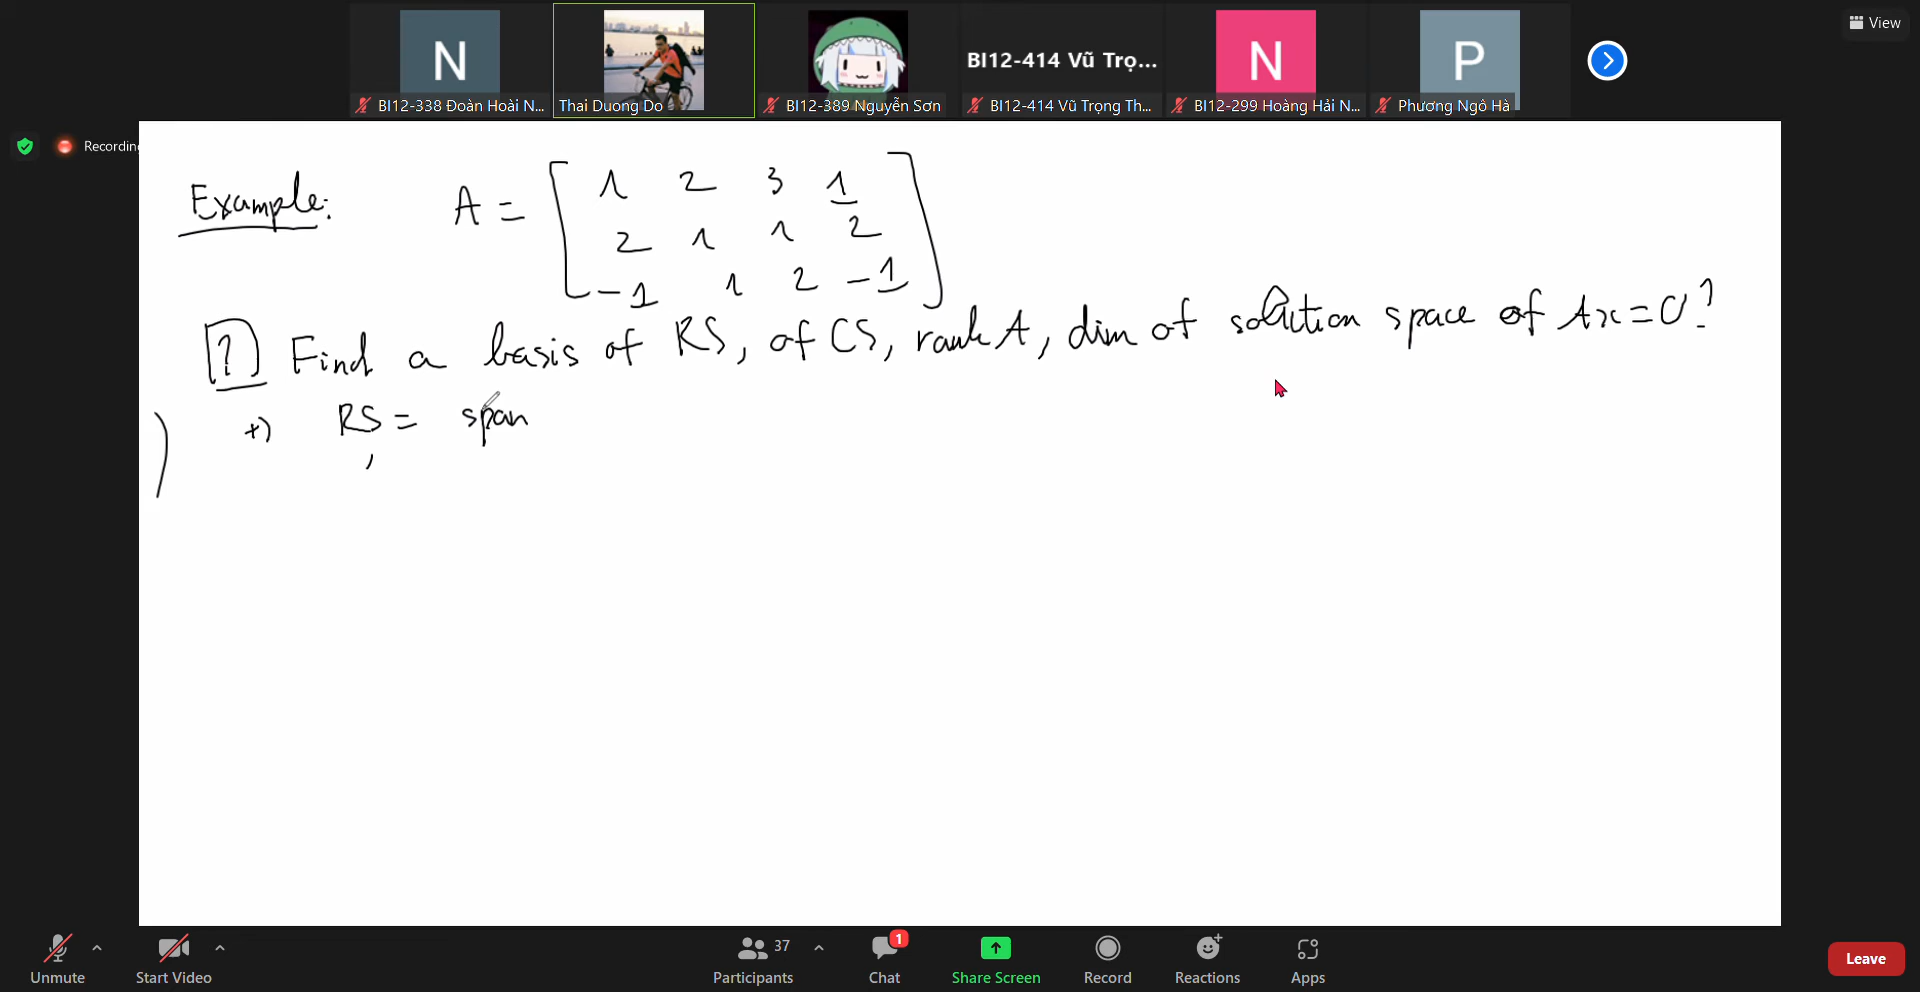 View
N
BI12-338 Đoàn Hoài N...
Thai Duong Do
BI12-389 Nguyễn Sơn
BI12-414 Vũ Trọ...
BI12-414 Vũ Trọng Th...
N
BI12-299 Hoàng Hải N...
P
Phương Ngô Hà
Recording
Example:
A = [ 1 2 3 1
2 1 1 2
-1 1 2 -1 ]
? Find a basis of RS, of CS, rank A, dim of solution space of Ax=0?
+) RS = span
Unmute
Start Video
Participants
37
Chat
1
Share Screen
Record
Reactions
Apps
Leave